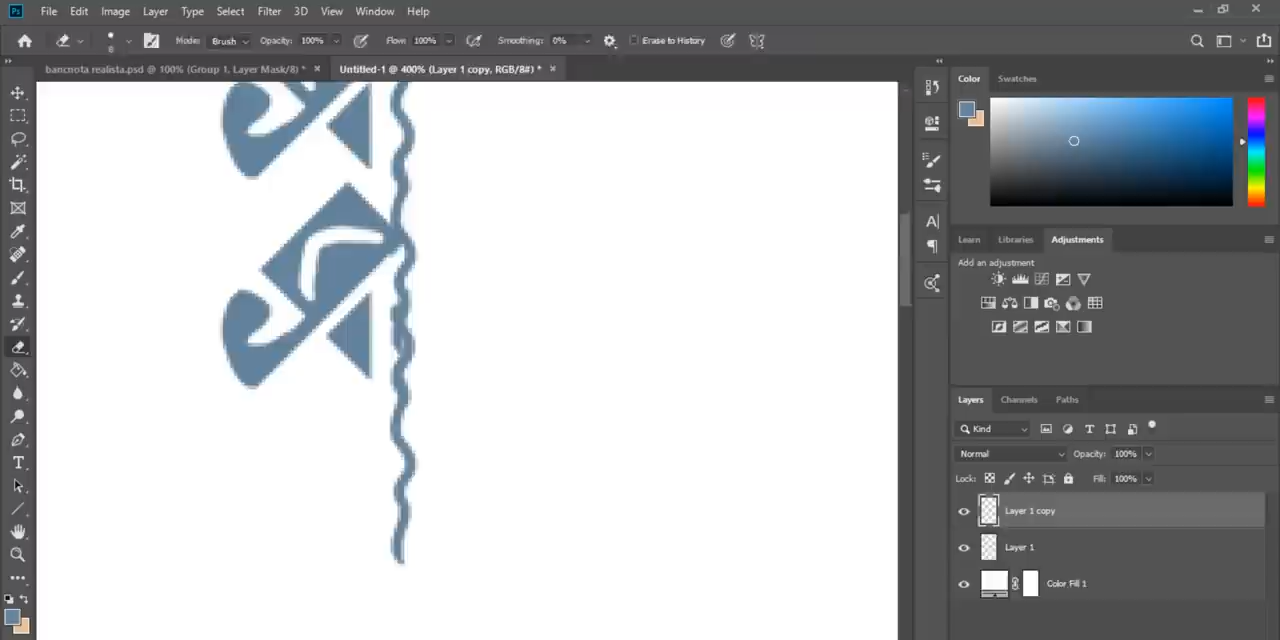 Ps File Edit Image Layer Type Select Filter 3D View Window Help
8 Mode: Brush Opacity: 100% Flow: 100% Smoothing: 0% Erase to History
bancnota realista.psd @ 100% (Group 1, Layer Mask/8) * × Untitled-1 @ 400% (Layer 1 copy, RGB/8#) * ×
Color Swatches
Learn Libraries Adjustments
Add an adjustment
Layers Channels Paths
Kind
Normal Opacity: 100%
Lock: Fill: 100%
Layer 1 copy
Layer 1
Color Fill 1